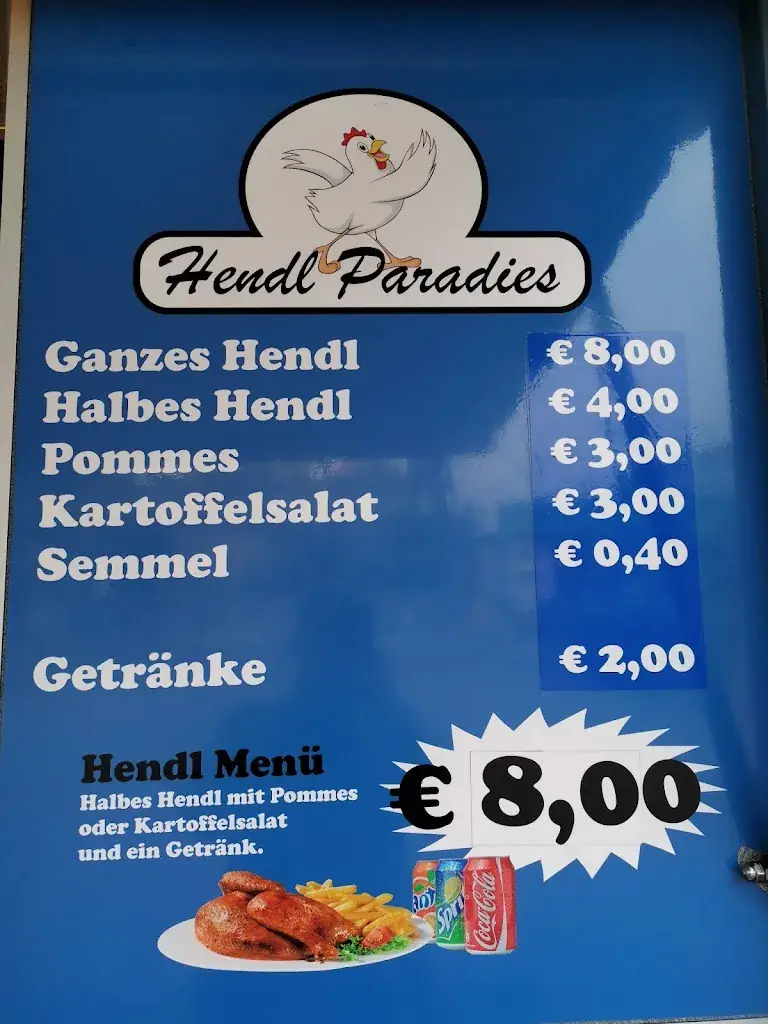 Hendl Paradies
Ganzes Hendl € 8,00
Halbes Hendl € 4,00
Pommes € 3,00
Kartoffelsalat € 3,00
Semmel € 0,40
Getränke € 2,00
Hendl Menü
€ 8,00
Halbes Hendl mit Pommes
oder Kartoffelsalat
und ein Getränk.
Coca-Cola